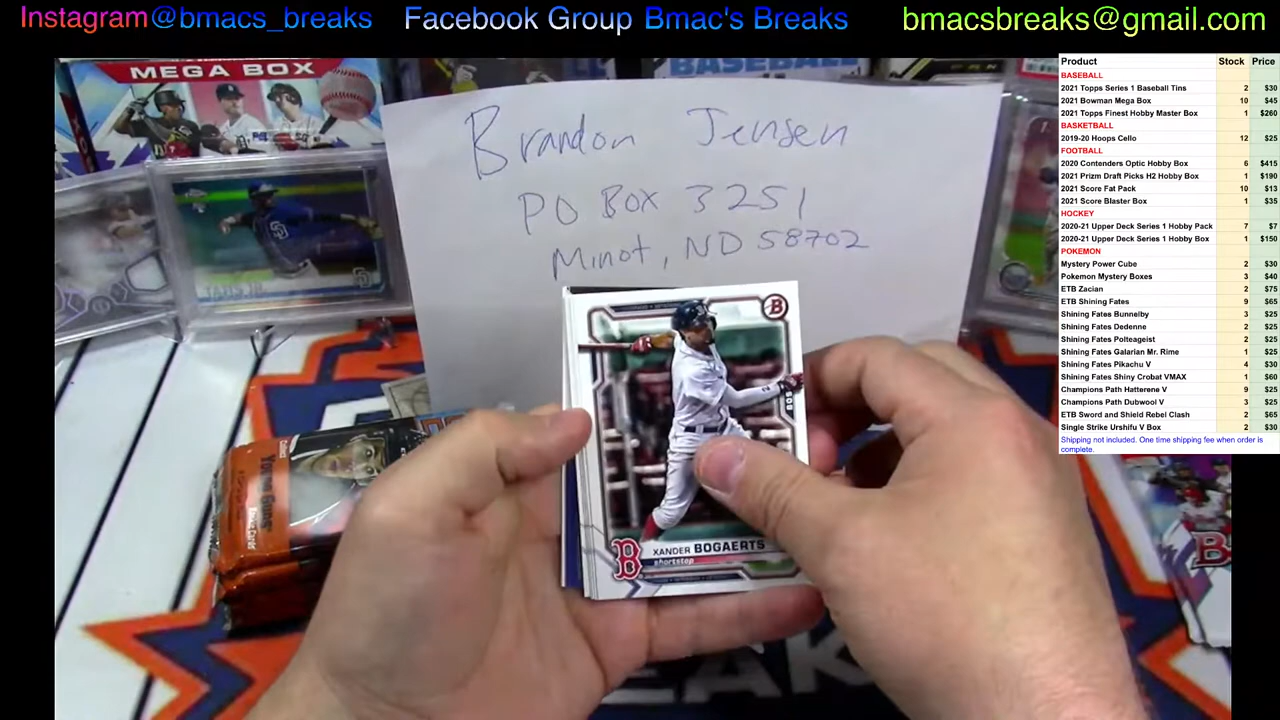 Instagram@bmacs_breaks Facebook Group Bmac's Breaks bmacsbreaks@gmail.com
MEGA BOX
BASEBALL
Brandon Jensen
PO Box 3251
Minot, ND 58702
TATIS JR.
Young Guns
B
BOS
B XANDER BOGAERTS
shortstop
Product Stock Price
BASEBALL
2021 Topps Series 1 Baseball Tins 2 $30
2021 Bowman Mega Box 10 $45
2021 Topps Finest Hobby Master Box 1 $260
BASKETBALL
2019-20 Hoops Cello 12 $25
FOOTBALL
2020 Contenders Optic Hobby Box 6 $415
2021 Prizm Draft Picks H2 Hobby Box 1 $190
2021 Score Fat Pack 10 $13
2021 Score Blaster Box 1 $35
HOCKEY
2020-21 Upper Deck Series 1 Hobby Pack 7 $7
2020-21 Upper Deck Series 1 Hobby Box 1 $150
POKEMON
Mystery Power Cube 2 $30
Pokemon Mystery Boxes 3 $40
ETB Zacian 2 $75
ETB Shining Fates 9 $65
Shining Fates Bunnelby 3 $25
Shining Fates Dedenne 2 $25
Shining Fates Polteageist 2 $25
Shining Fates Galarian Mr. Rime 1 $25
Shining Fates Pikachu V 4 $30
Shining Fates Shiny Crobat VMAX 1 $60
Champions Path Hatterene V 9 $25
Champions Path Dubwool V 3 $25
ETB Sword and Shield Rebel Clash 2 $65
Single Strike Urshifu V Box 2 $30
Shipping not included. One time shipping fee when order is
complete.